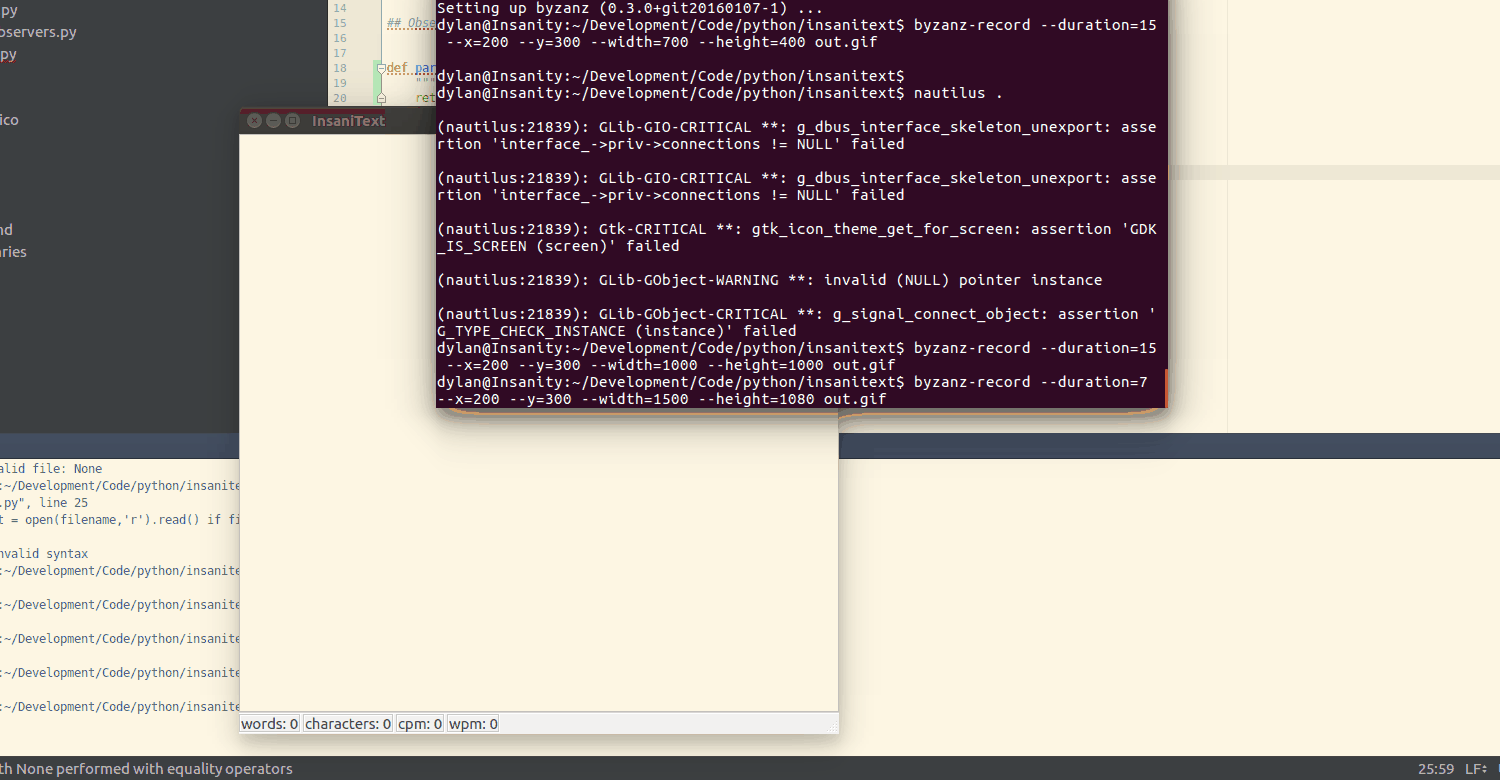 py
bservers.py
py
ico
nd
aries
14
15
16
17
18
19
20
## Obse
def par
"""
ret
Setting up byzanz (0.3.0+git20160107-1) ...
dylan@Insanity:~/Development/Code/python/insanitext$ byzanz-record --duration=15
--x=200 --y=300 --width=700 --height=400 out.gif
dylan@Insanity:~/Development/Code/python/insanitext$
dylan@Insanity:~/Development/Code/python/insanitext$ nautilus .
(nautilus:21839): GLib-GIO-CRITICAL **: g_dbus_interface_skeleton_unexport: asse
rtion 'interface_->priv->connections != NULL' failed
(nautilus:21839): GLib-GIO-CRITICAL **: g_dbus_interface_skeleton_unexport: asse
rtion 'interface_->priv->connections != NULL' failed
(nautilus:21839): Gtk-CRITICAL **: gtk_icon_theme_get_for_screen: assertion 'GDK
_IS_SCREEN (screen)' failed
(nautilus:21839): GLib-GObject-WARNING **: invalid (NULL) pointer instance
(nautilus:21839): GLib-GObject-CRITICAL **: g_signal_connect_object: assertion '
G_TYPE_CHECK_INSTANCE (instance)' failed
dylan@Insanity:~/Development/Code/python/insanitext$ byzanz-record --duration=15
--x=200 --y=300 --width=1000 --height=1000 out.gif
dylan@Insanity:~/Development/Code/python/insanitext$ byzanz-record --duration=7
--x=200 --y=300 --width=1500 --height=1080 out.gif
InsaniText
alid file: None
:~/Development/Code/python/insanite
.py", line 25
t = open(filename,'r').read() if fi
nvalid syntax
:~/Development/Code/python/insanite
:~/Development/Code/python/insanite
:~/Development/Code/python/insanite
:~/Development/Code/python/insanite
:~/Development/Code/python/insanite
words: 0 characters: 0 cpm: 0 wpm: 0
th None performed with equality operators
25:59 LF÷